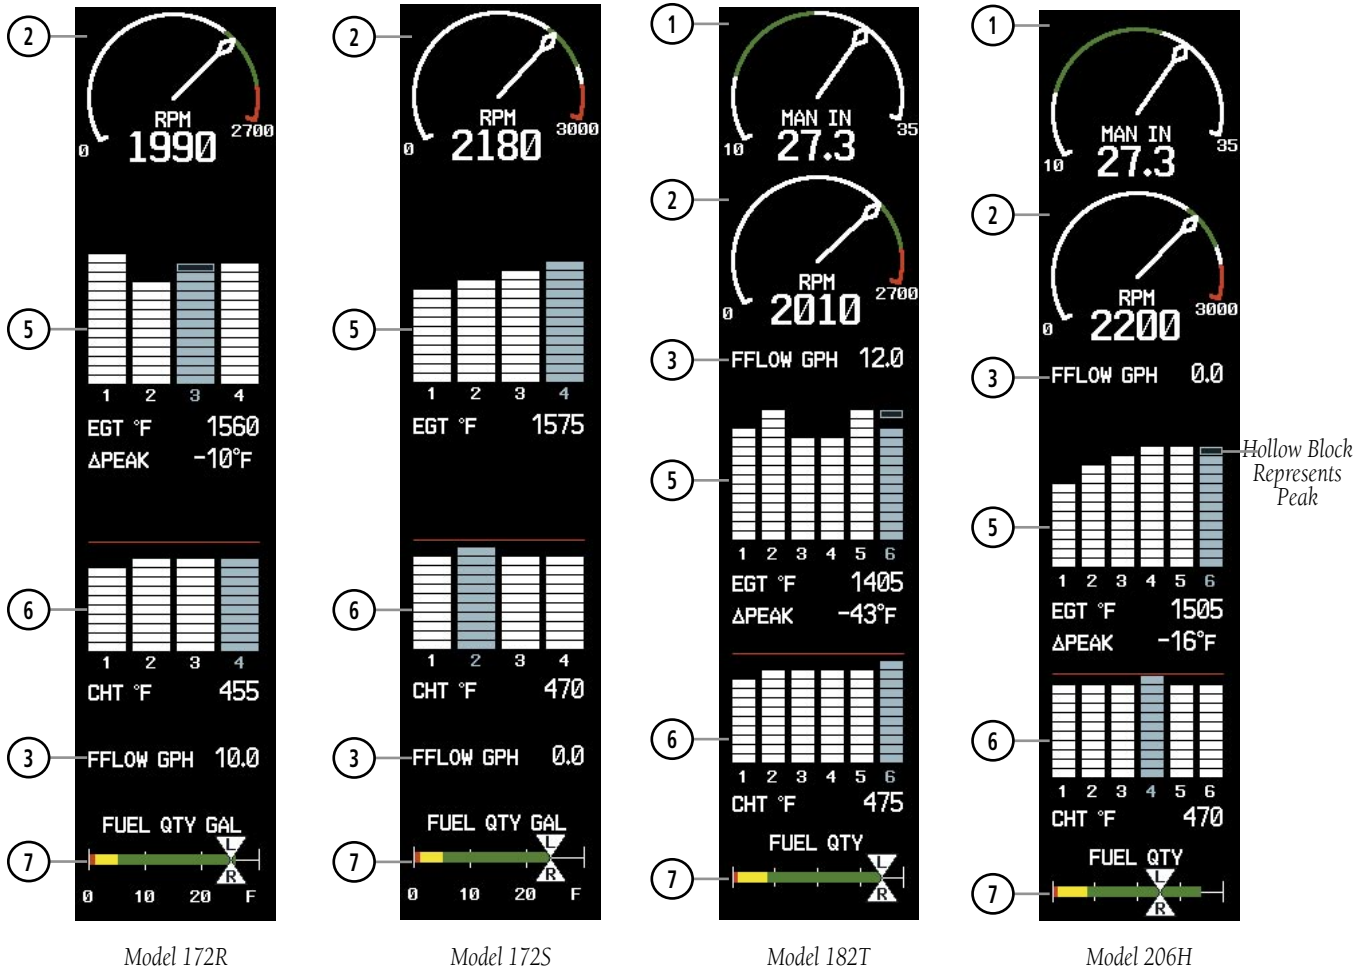 2
RPM
1990
0
2700
5
1 2 3 4
EGT °F 1560
ΔPEAK -10°F
6
1 2 3 4
CHT °F 455
3
FFLOW GPH 10.0
FUEL QTY GAL
7
L
R
0 10 20 F
Model 172R
2
RPM
2180
0
3000
5
1 2 3 4
EGT °F 1575
6
1 2 3 4
CHT °F 470
3
FFLOW GPH 0.0
FUEL QTY GAL
7
L
R
0 10 20 F
Model 172S
1
MAN IN
27.3
10
35
2
RPM
2010
0
2700
3
FFLOW GPH 12.0
5
1 2 3 4 5 6
EGT °F 1405
ΔPEAK -43°F
6
1 2 3 4 5 6
CHT °F 475
FUEL QTY
7
L
R
Model 182T
1
MAN IN
27.3
10
35
2
RPM
2200
0
3000
3
FFLOW GPH 0.0
Hollow Block
Represents
Peak
5
1 2 3 4 5 6
EGT °F 1505
ΔPEAK -16°F
6
1 2 3 4 5 6
CHT °F 470
FUEL QTY
7
L
R
Model 206H